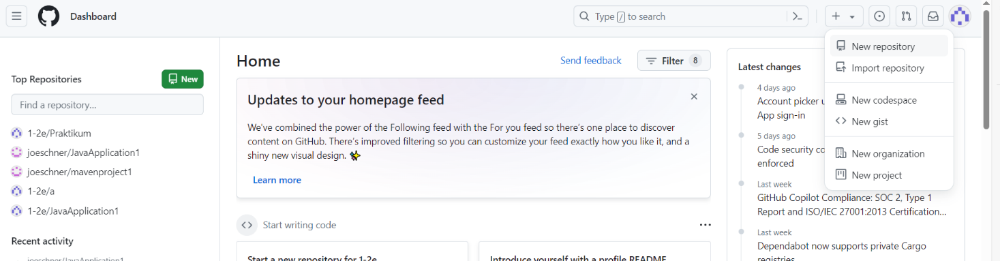 Dashboard
Type / to search
Top Repositories
New
Find a repository...
1-2e/Praktikum
joeschner/JavaApplication1
joeschner/mavenproject1
1-2e/a
1-2e/JavaApplication1
Recent activity
joeschner/JavaApplication1
Home
Send feedback
Filter 8
Updates to your homepage feed
We've combined the power of the Following feed with the For you feed so there's one place to discover
content on GitHub. There's improved filtering so you can customize your feed exactly how you like it, and a
shiny new visual design. ✨
Learn more
Start writing code
Start a new repository for 1-2e
Introduce yourself with a profile README
New repository
Import repository
New codespace
New gist
New organization
New project
Latest changes
4 days ago
Account picker
App sign-in
5 days ago
Code security
enforced
Last week
GitHub Copilot Compliance: SOC 2, Type 1
Report and ISO/IEC 27001:2013 Certification...
Last week
Dependabot now supports private Cargo
registries